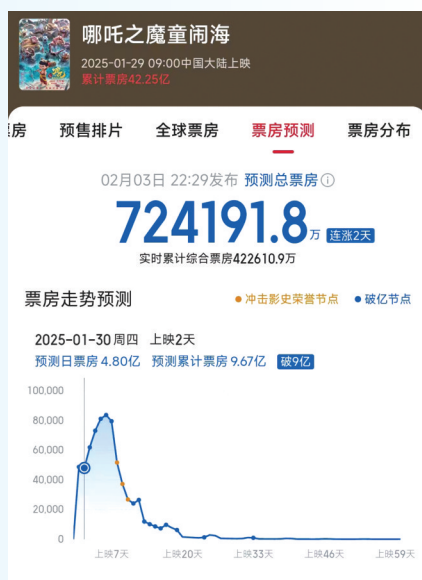 哪吒之魔童闹海
2025-01-29 09:00中国大陆上映
累计票房42.25亿
票房 预售排片 全球票房 票房预测 票房分布
02月03日 22:29发布 预测总票房
724191.8万 连涨2天
实时累计综合票房422610.9万
票房走势预测 冲击影史荣誉节点 破亿节点
2025-01-30 周四 上映2天
预测日票房 4.80亿 预测累计票房 9.67亿 破9亿
100,000
80,000
60,000
40,000
20,000
0
上映7天 上映20天 上映33天 上映46天 上映59天